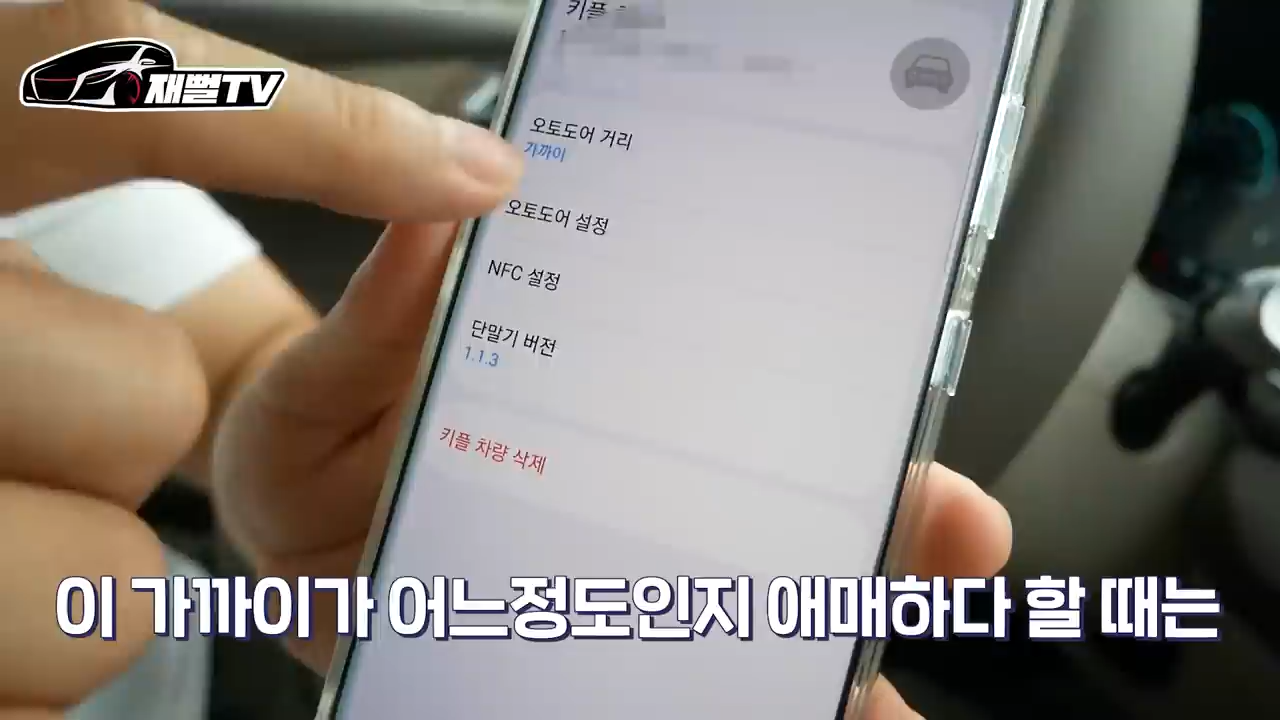 재뻘TV
키플
오토도어 거리
가까이
오토도어 설정
NFC 설정
단말기 버전
1.1.3
키플 차량 삭제
이 가까이가 어느정도인지 애매하다 할 때는